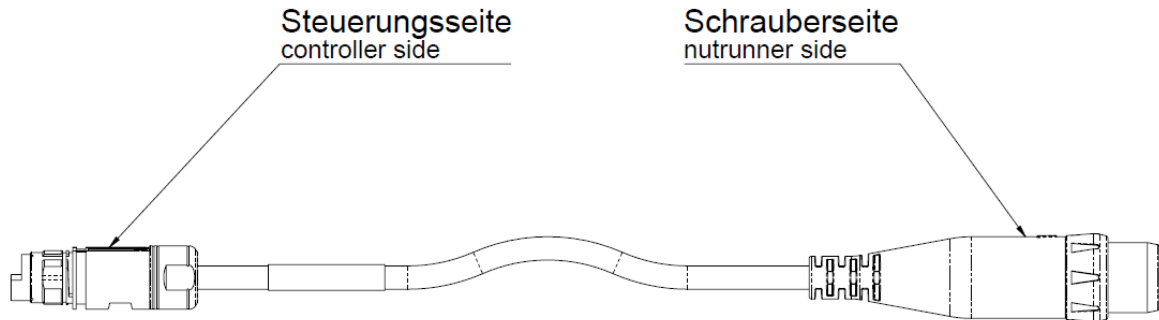 Steuerungsseite
controller side
Schrauberseite
nutrunner side